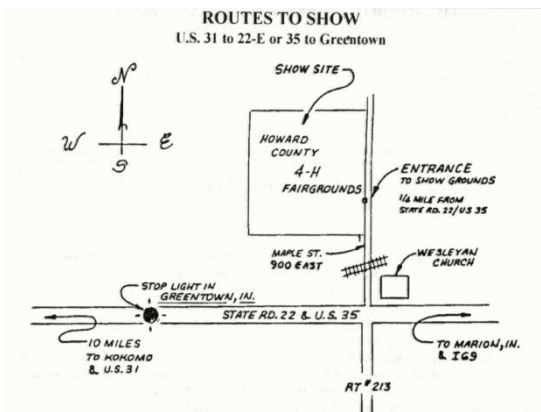 ROUTES TO SHOW
U.S. 31 to 22-E or 35 to Greentown
N
W E
S
SHOW SITE
HOWARD
COUNTY
4-H
FAIRGROUNDS
ENTRANCE
TO SHOW GROUNDS
1/4 MILE FROM
STATE RD. 22/US 35
MAPLE ST.
900 EAST
WESLEYAN
CHURCH
STOP LIGHT IN
GREENTOWN, IN.
STATE RD. 22 & U.S. 35
10 MILES
TO KOKOMO
& U.S. 31
TO MARION, IN.
& I69
RT # 213